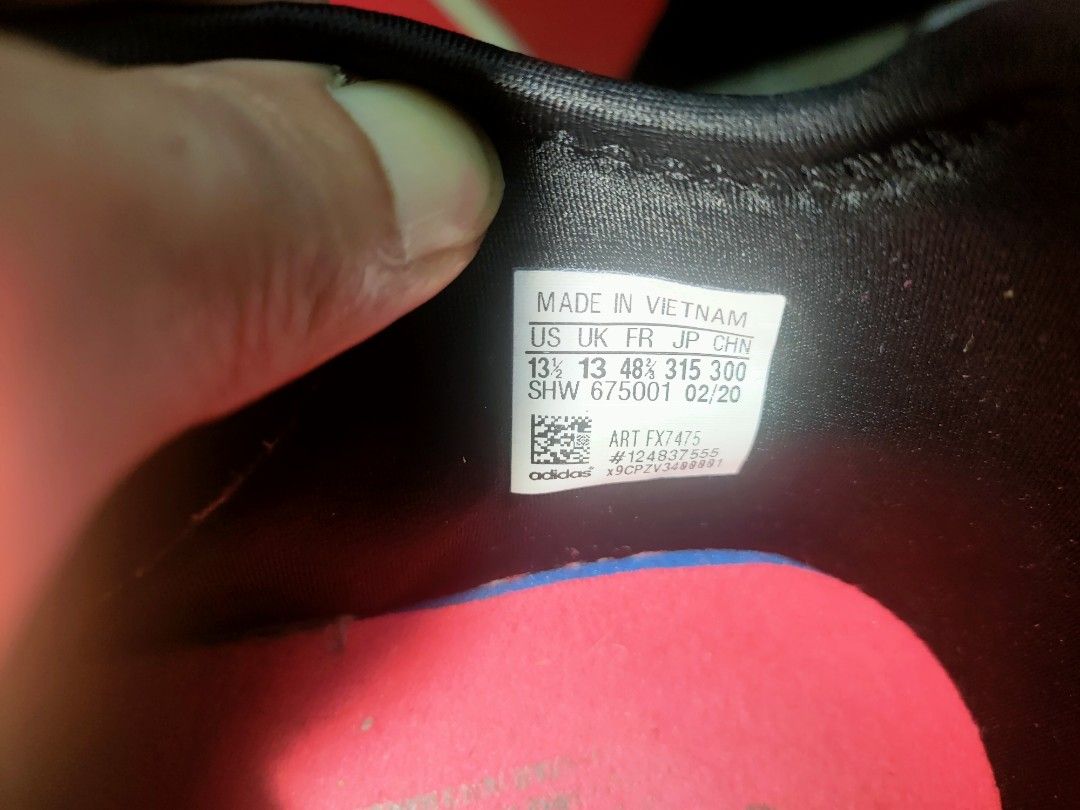 MADE IN VIETNAM
US UK FR JP CHN
13½ 13 48⅔ 315 300
SHW 675001 02/20
ART FX7475
#124837555
adidas